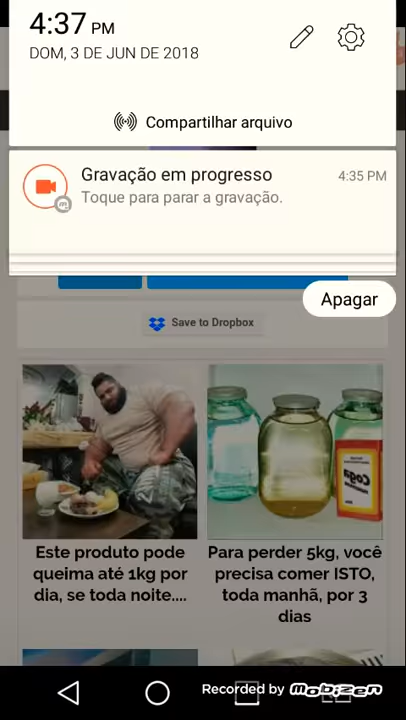 4:37 PM
DOM, 3 DE JUN DE 2018
Compartilhar arquivo
Gravação em progresso
4:35 PM
Toque para parar a gravação.
Apagar
Save to Dropbox
Este produto pode
queima até 1kg por
dia, se toda noite....
Para perder 5kg, você
precisa comer ISTO,
toda manhã, por 3
dias
Recorded by Mobizen